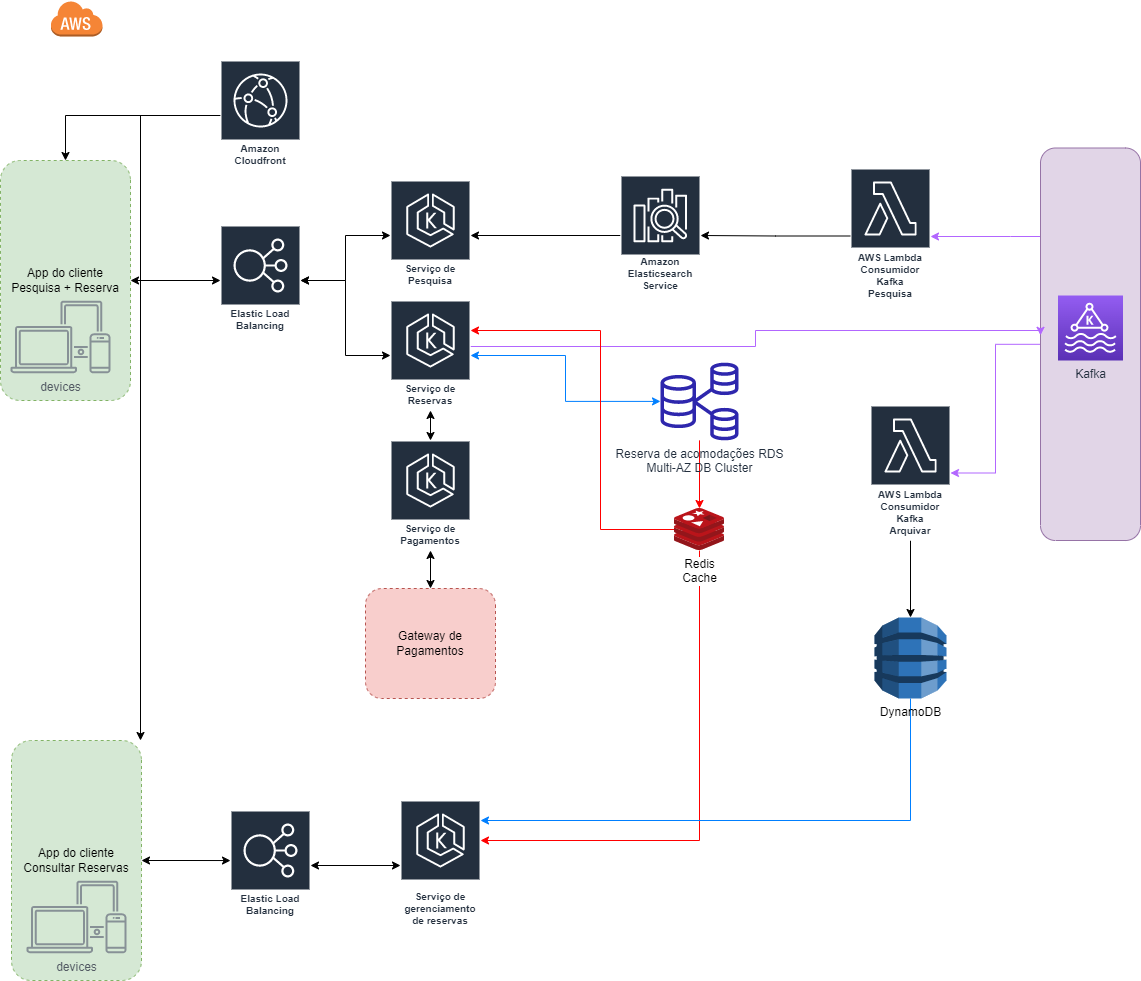 AWS
Amazon
Cloudfront
App do cliente
Pesquisa + Reserva
devices
Elastic Load
Balancing
K
Serviço de
Pesquisa
Amazon
Elasticsearch
Service
AWS Lambda
Consumidor
Kafka
Pesquisa
K
Kafka
K
Serviço de
Reservas
Reserva de acomodações RDS
Multi-AZ DB Cluster
AWS Lambda
Consumidor
Kafka
Arquivar
K
Serviço de
Pagamentos
Redis
Cache
Gateway de
Pagamentos
DynamoDB
App do cliente
Consultar Reservas
devices
Elastic Load
Balancing
K
Serviço de
gerenciamento
de reservas